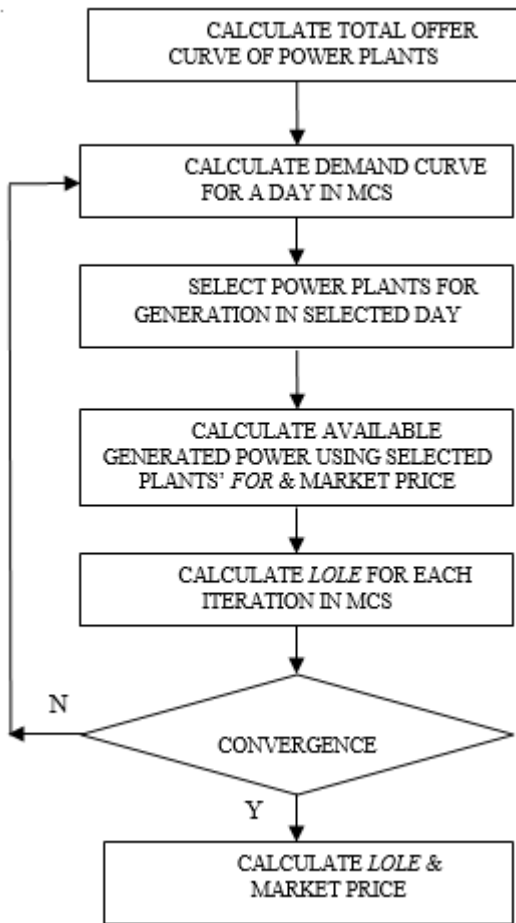 CALCULATE TOTAL OFFER
CURVE OF POWER PLANTS
CALCULATE DEMAND CURVE
FOR A DAY IN MCS
SELECT POWER PLANTS FOR
GENERATION IN SELECTED DAY
CALCULATE AVAILABLE
GENERATED POWER USING SELECTED
PLANTS' FOR & MARKET PRICE
CALCULATE LOLE FOR EACH
ITERATION IN MCS
N
CONVERGENCE
Y
CALCULATE LOLE &
MARKET PRICE